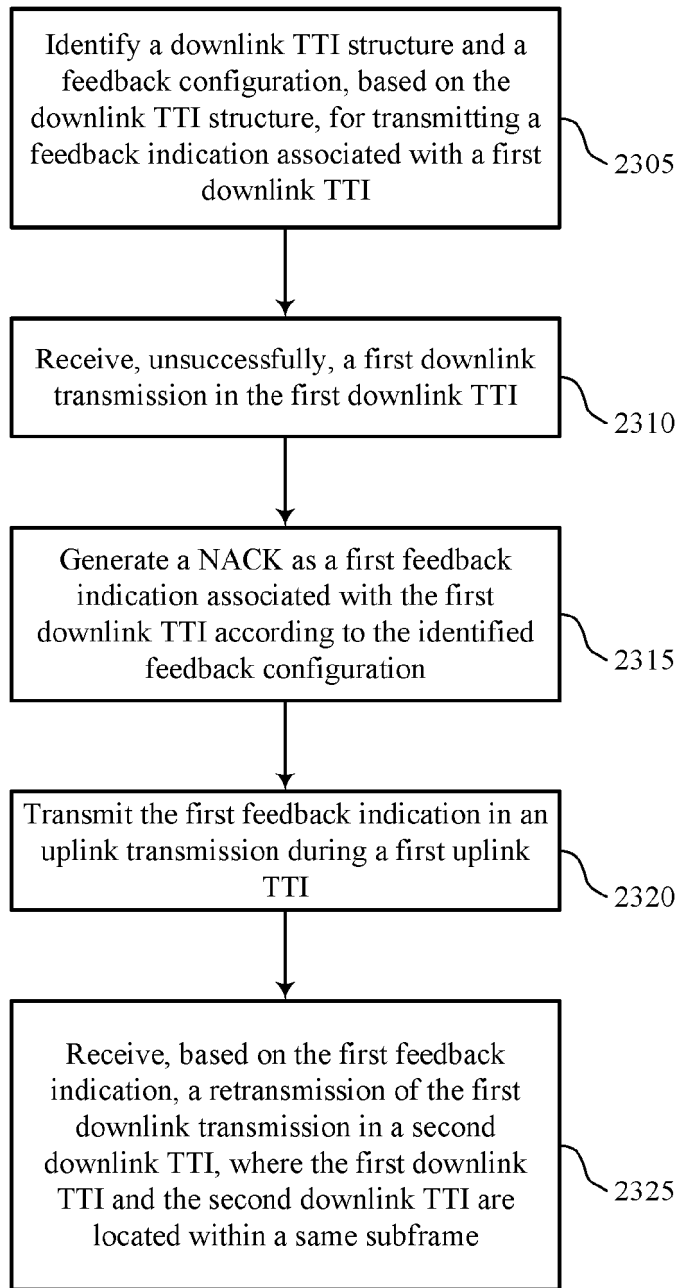 Identify a downlink TTI structure and a
feedback configuration, based on the
downlink TTI structure, for transmitting a
feedback indication associated with a first
downlink TTI
2305
Receive, unsuccessfully, a first downlink
transmission in the first downlink TTI
2310
Generate a NACK as a first feedback
indication associated with the first
downlink TTI according to the identified
feedback configuration
2315
Transmit the first feedback indication in an
uplink transmission during a first uplink
TTI
2320
Receive, based on the first feedback
indication, a retransmission of the first
downlink transmission in a second
downlink TTI, where the first downlink
TTI and the second downlink TTI are
located within a same subframe
2325